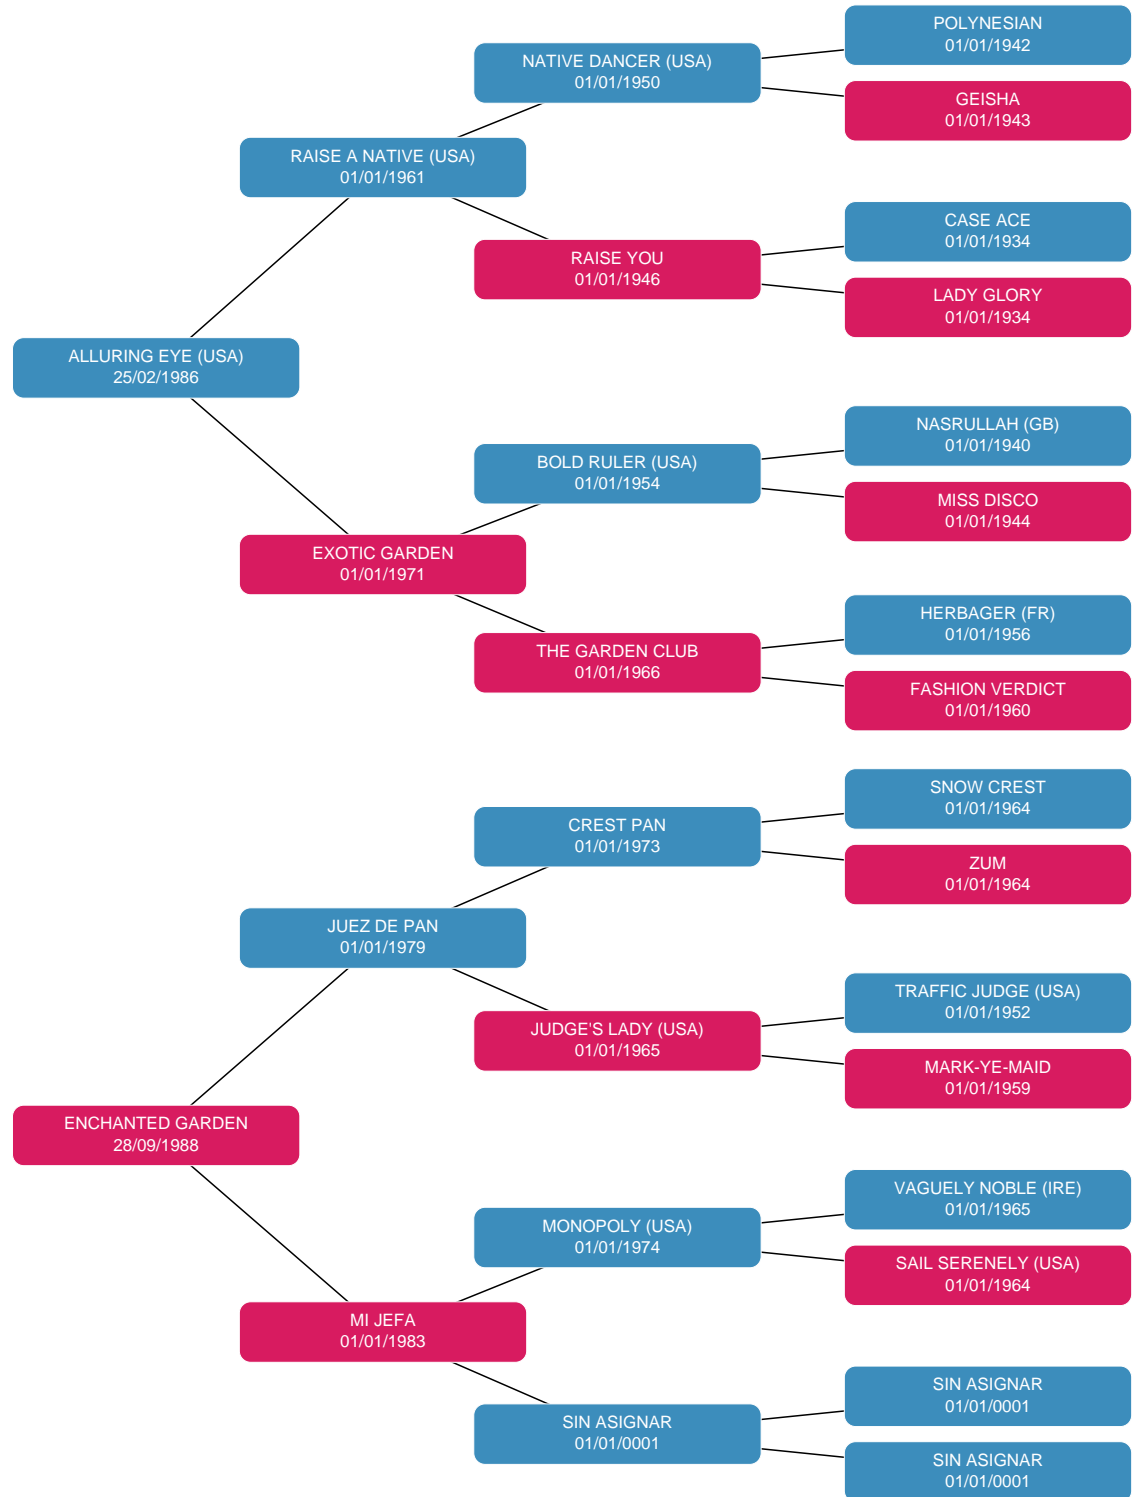 POLYNESIAN
01/01/1942
NATIVE DANCER (USA)
01/01/1950
GEISHA
01/01/1943
RAISE A NATIVE (USA)
01/01/1961
CASE ACE
01/01/1934
RAISE YOU
01/01/1946
LADY GLORY
01/01/1934
ALLURING EYE (USA)
25/02/1986
NASRULLAH (GB)
01/01/1940
BOLD RULER (USA)
01/01/1954
MISS DISCO
01/01/1944
EXOTIC GARDEN
01/01/1971
HERBAGER (FR)
01/01/1956
THE GARDEN CLUB
01/01/1966
FASHION VERDICT
01/01/1960
SNOW CREST
01/01/1964
CREST PAN
01/01/1973
ZUM
01/01/1964
JUEZ DE PAN
01/01/1979
TRAFFIC JUDGE (USA)
01/01/1952
JUDGE'S LADY (USA)
01/01/1965
MARK-YE-MAID
01/01/1959
ENCHANTED GARDEN
28/09/1988
VAGUELY NOBLE (IRE)
01/01/1965
MONOPOLY (USA)
01/01/1974
SAIL SERENELY (USA)
01/01/1964
MI JEFA
01/01/1983
SIN ASIGNAR
01/01/0001
SIN ASIGNAR
01/01/0001
SIN ASIGNAR
01/01/0001